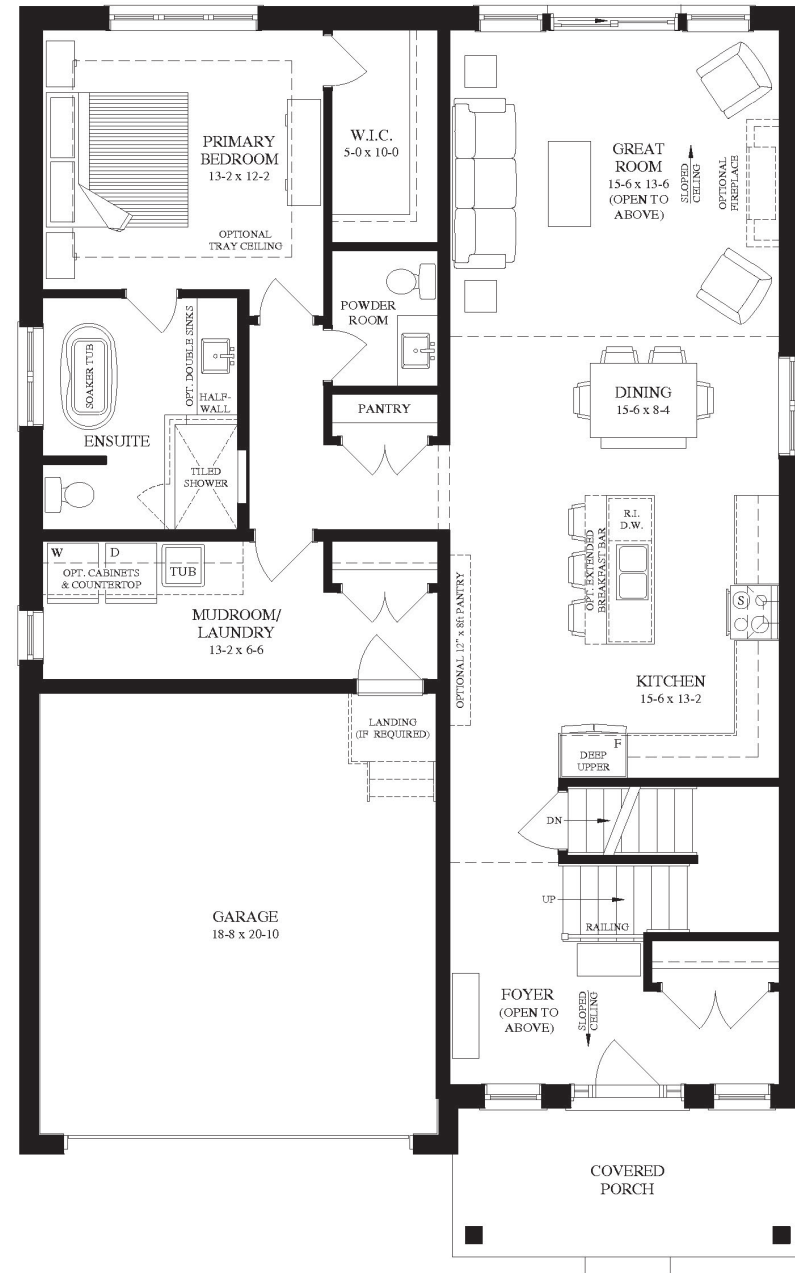 PRIMARY
BEDROOM
13-2 x 12-2
OPTIONAL
TRAY CEILING
W.I.C.
5-0 x 10-0
GREAT
ROOM
15-6 x 13-6
(OPEN TO
ABOVE)
SLOPED
CELING
OPTIONAL
FIREPLACE
POWDER
ROOM
SOAKER TUB
OPT. DOUBLE SINKS
HALF-
WALL
ENSUITE
TILED
SHOWER
PANTRY
DINING
15-6 x 8-4
R.I.
D.W.
OPT. EXTENDED
BREAKFAST BAR
S
W
D
OPT. CABINETS
& COUNTERTOP
TUB
MUDROOM/
LAUNDRY
13-2 x 6-6
OPTIONAL 12" x 8ft PANTRY
KITCHEN
15-6 x 13-2
LANDING
(IF REQUIRED)
F
DEEP
UPPER
DN
UP
RAILING
GARAGE
18-8 x 20-10
FOYER
(OPEN TO
ABOVE)
SLOPED
CELING
COVERED
PORCH